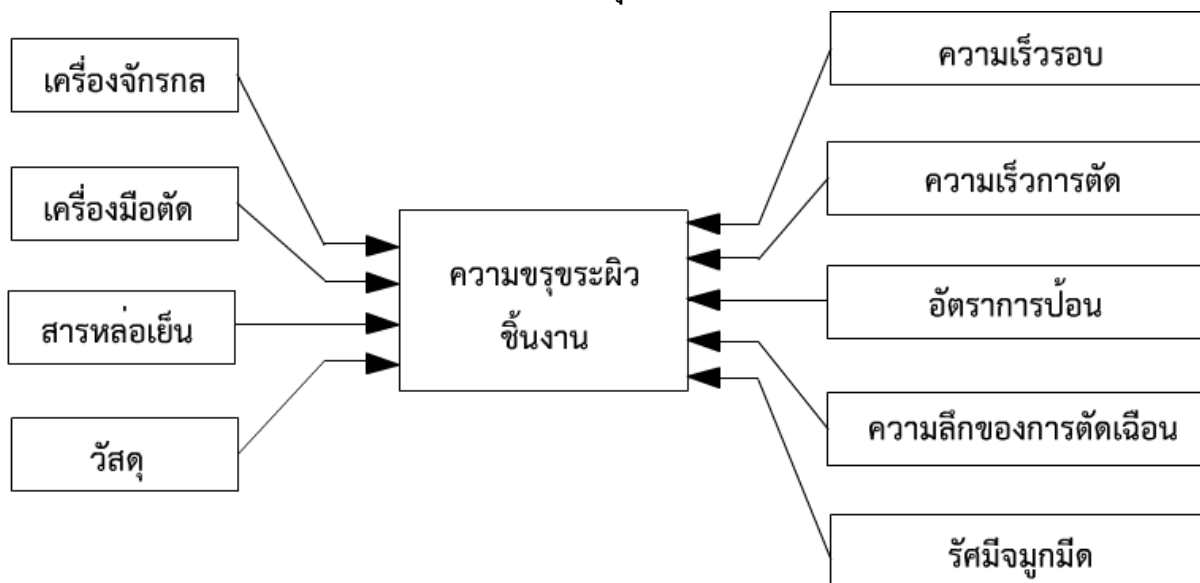 เครื่องจักรกล
เครื่องมือตัด
สารหล่อเย็น
วัสดุ
ความขรุขระผิว
ชิ้นงาน
ความเร็วรอบ
ความเร็วการตัด
อัตราการป้อน
ความลึกของการตัดเฉือน
รัศมีจมูกมีด